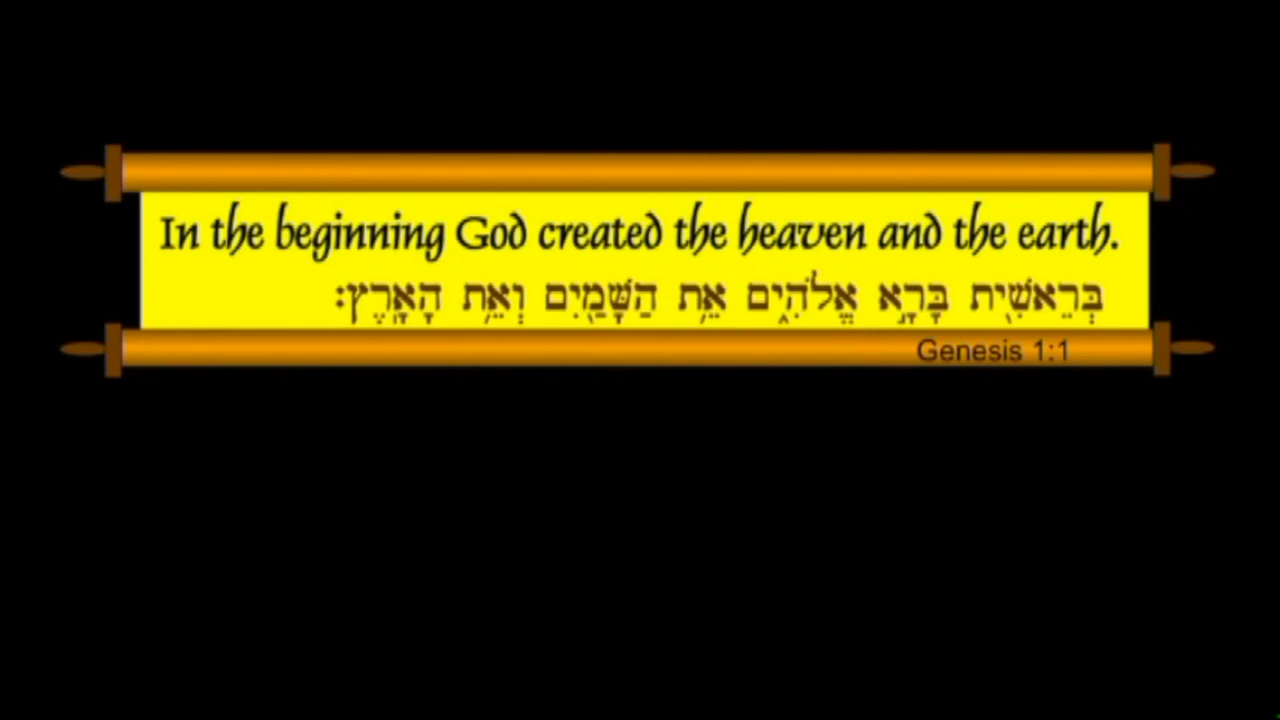 In the beginning God created the heaven and the earth.
בְּרֵאשִׁ֖ית בָּרָ֣א אֱלֹהִ֑ים אֵ֥ת הַשָּׁמַ֖יִם וְאֵ֥ת הָאָֽרֶץ׃
Genesis 1:1